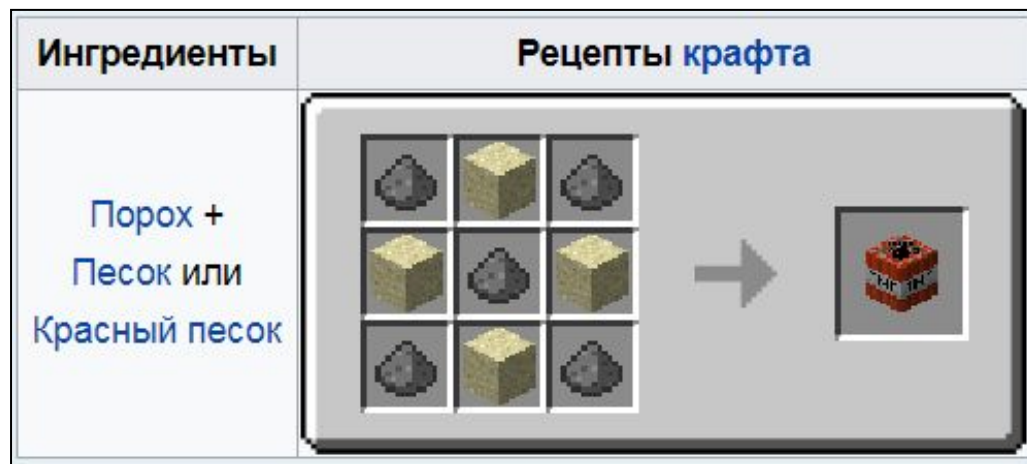 Ингредиенты
Рецепты крафта
Порох +
Песок или
Красный песок